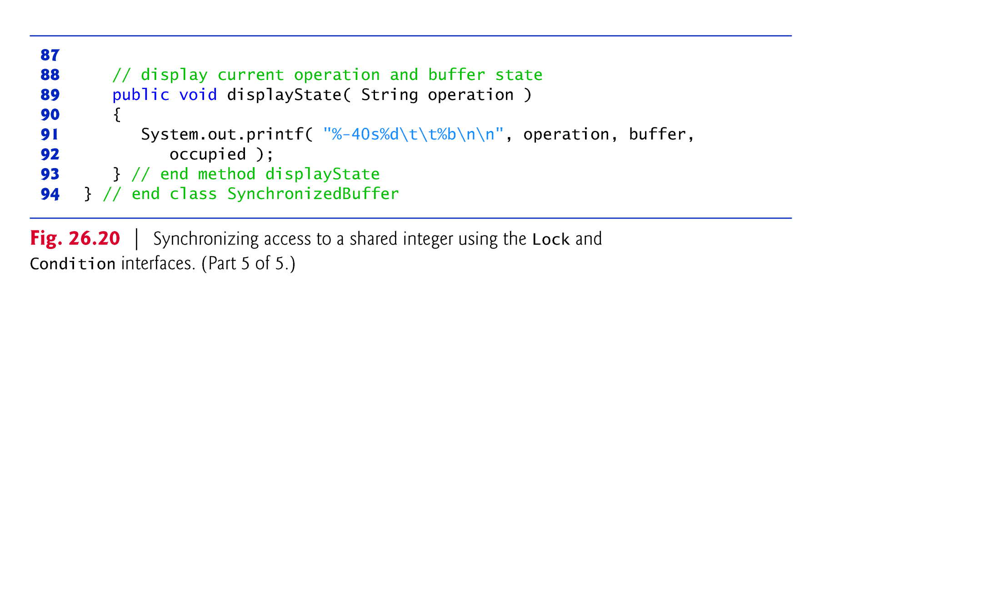 87
88 // display current operation and buffer state
89 public void displayState( String operation )
90 {
91 System.out.printf( "%-40s%d\t\t%b\n\n", operation, buffer,
92 occupied );
93 } // end method displayState
94 } // end class SynchronizedBuffer
Fig. 26.20 | Synchronizing access to a shared integer using the Lock and
Condition interfaces. (Part 5 of 5.)